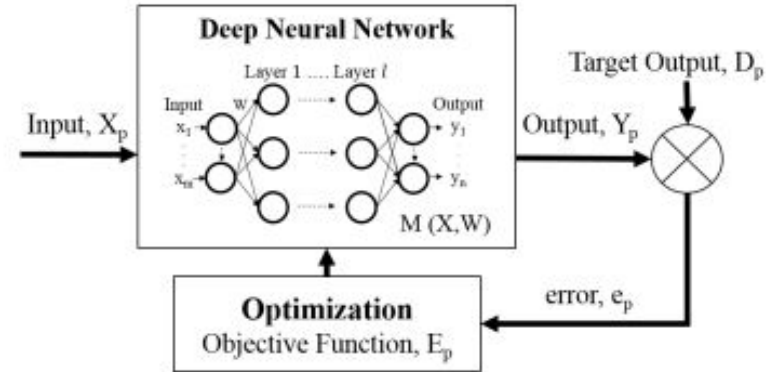 Deep Neural Network
Layer 1 .... Layer l
Target Output, Dp
Input
W
Output
Input, Xp
x1
y1
Output, Yp
xm
yn
M (X,W)
Optimization
Objective Function, Ep
error, ep